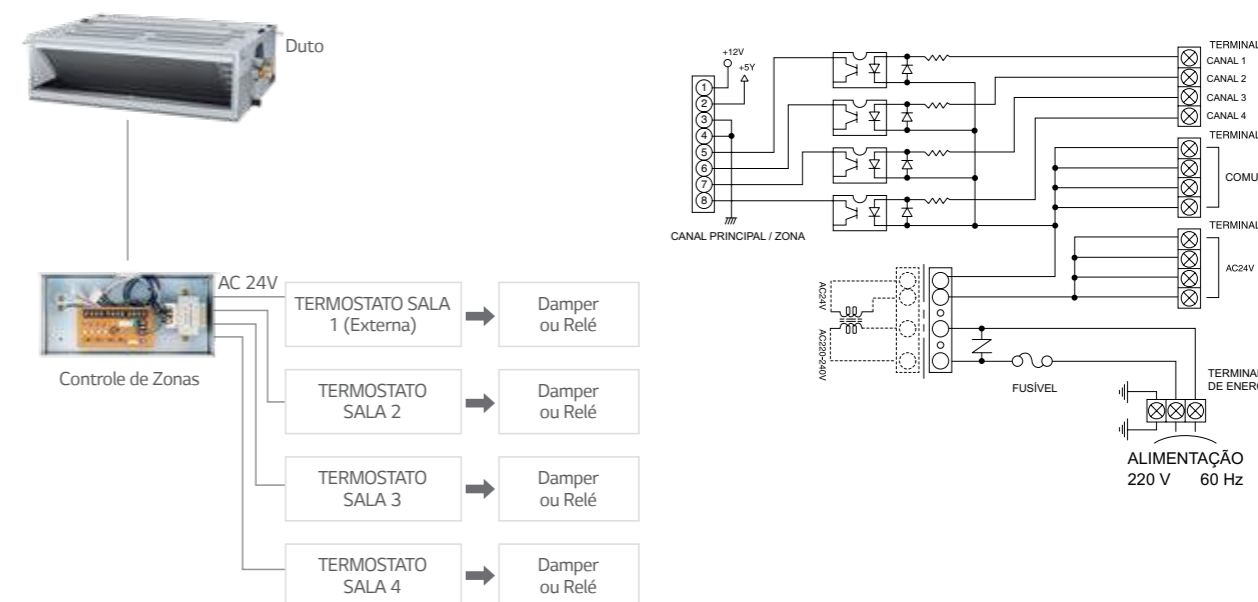 Duto
AC 24V
Controle de Zonas
TERMOSTATO SALA
1 (Externa)
Damper
ou Relé
TERMOSTATO
SALA 2
Damper
ou Relé
TERMOSTATO
SALA 3
Damper
ou Relé
TERMOSTATO
SALA 4
Damper
ou Relé
+12V
+5Y
1
2
3
4
5
6
7
8
CANAL PRINCIPAL / ZONA
TERMINAL
CANAL 1
CANAL 2
CANAL 3
CANAL 4
TERMINAL
COMU
TERMINAL
AC24V
AC24V
AC220-240V
FUSÍVEL
TERMINAL
DE ENER
ALIMENTAÇÃO
220 V 60 Hz